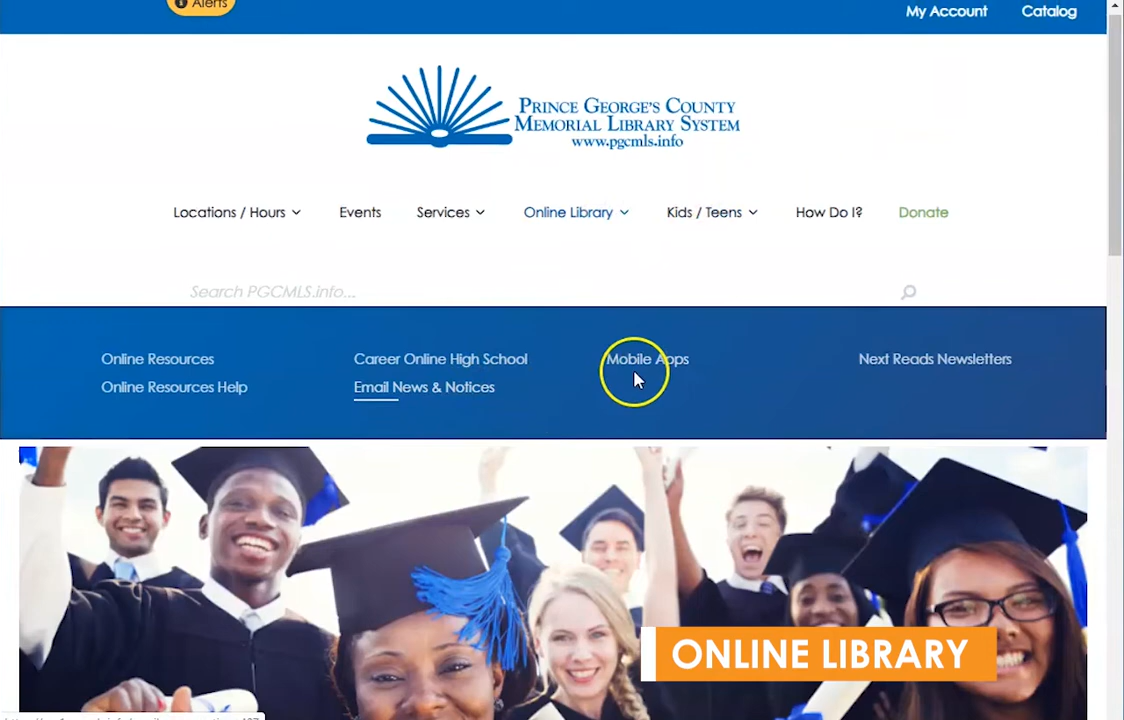 Alerts
My Account Catalog
PRINCE GEORGE'S COUNTY
MEMORIAL LIBRARY SYSTEM
www.pgcmls.info
Locations / Hours Events Services Online Library Kids / Teens How Do I? Donate
Search PGCMLS.info...
Online Resources Career Online High School Mobile Apps Next Reads Newsletters
Online Resources Help Email News & Notices
ONLINE LIBRARY